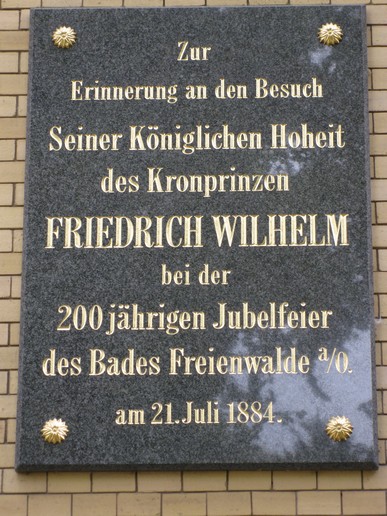 Zur
Erinnerung an den Besuch
Seiner Königlichen Hoheit
des Kronprinzen
FRIEDRICH WILHELM
bei der
200 jährigen Jubelfeier
des Bades Freienwalde a/O.
am 21. Juli 1884.